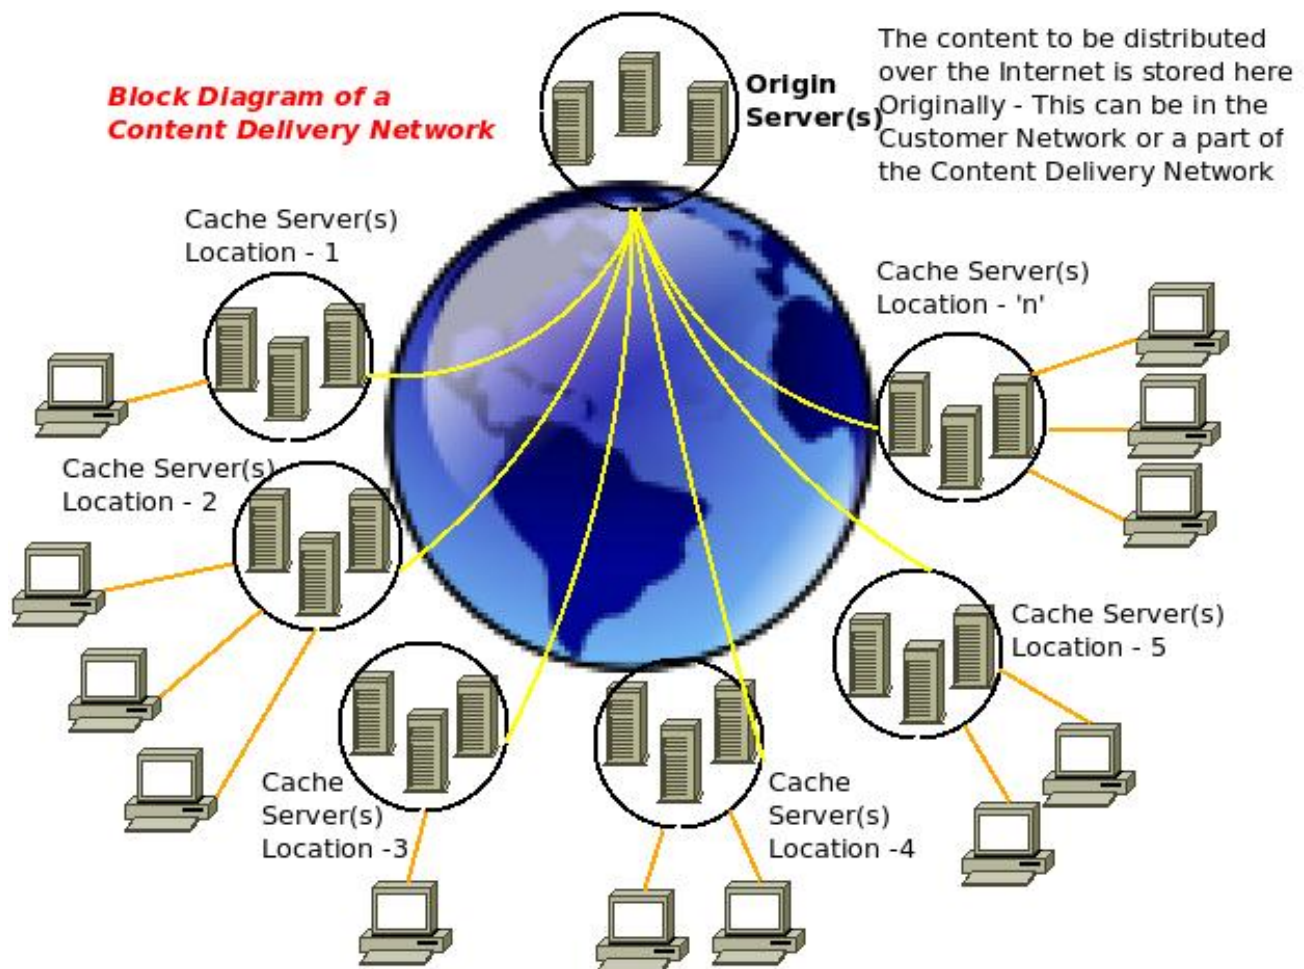 Block Diagram of a
Content Delivery Network
Origin
Server(s)
The content to be distributed
over the Internet is stored here
Originally - This can be in the
Customer Network or a part of
the Content Delivery Network
Cache Server(s)
Location - 1
Cache Server(s)
Location - 'n'
Cache Server(s)
Location - 2
Cache Server(s)
Location - 5
Cache
Server(s)
Location -3
Cache
Server(s)
Location -4